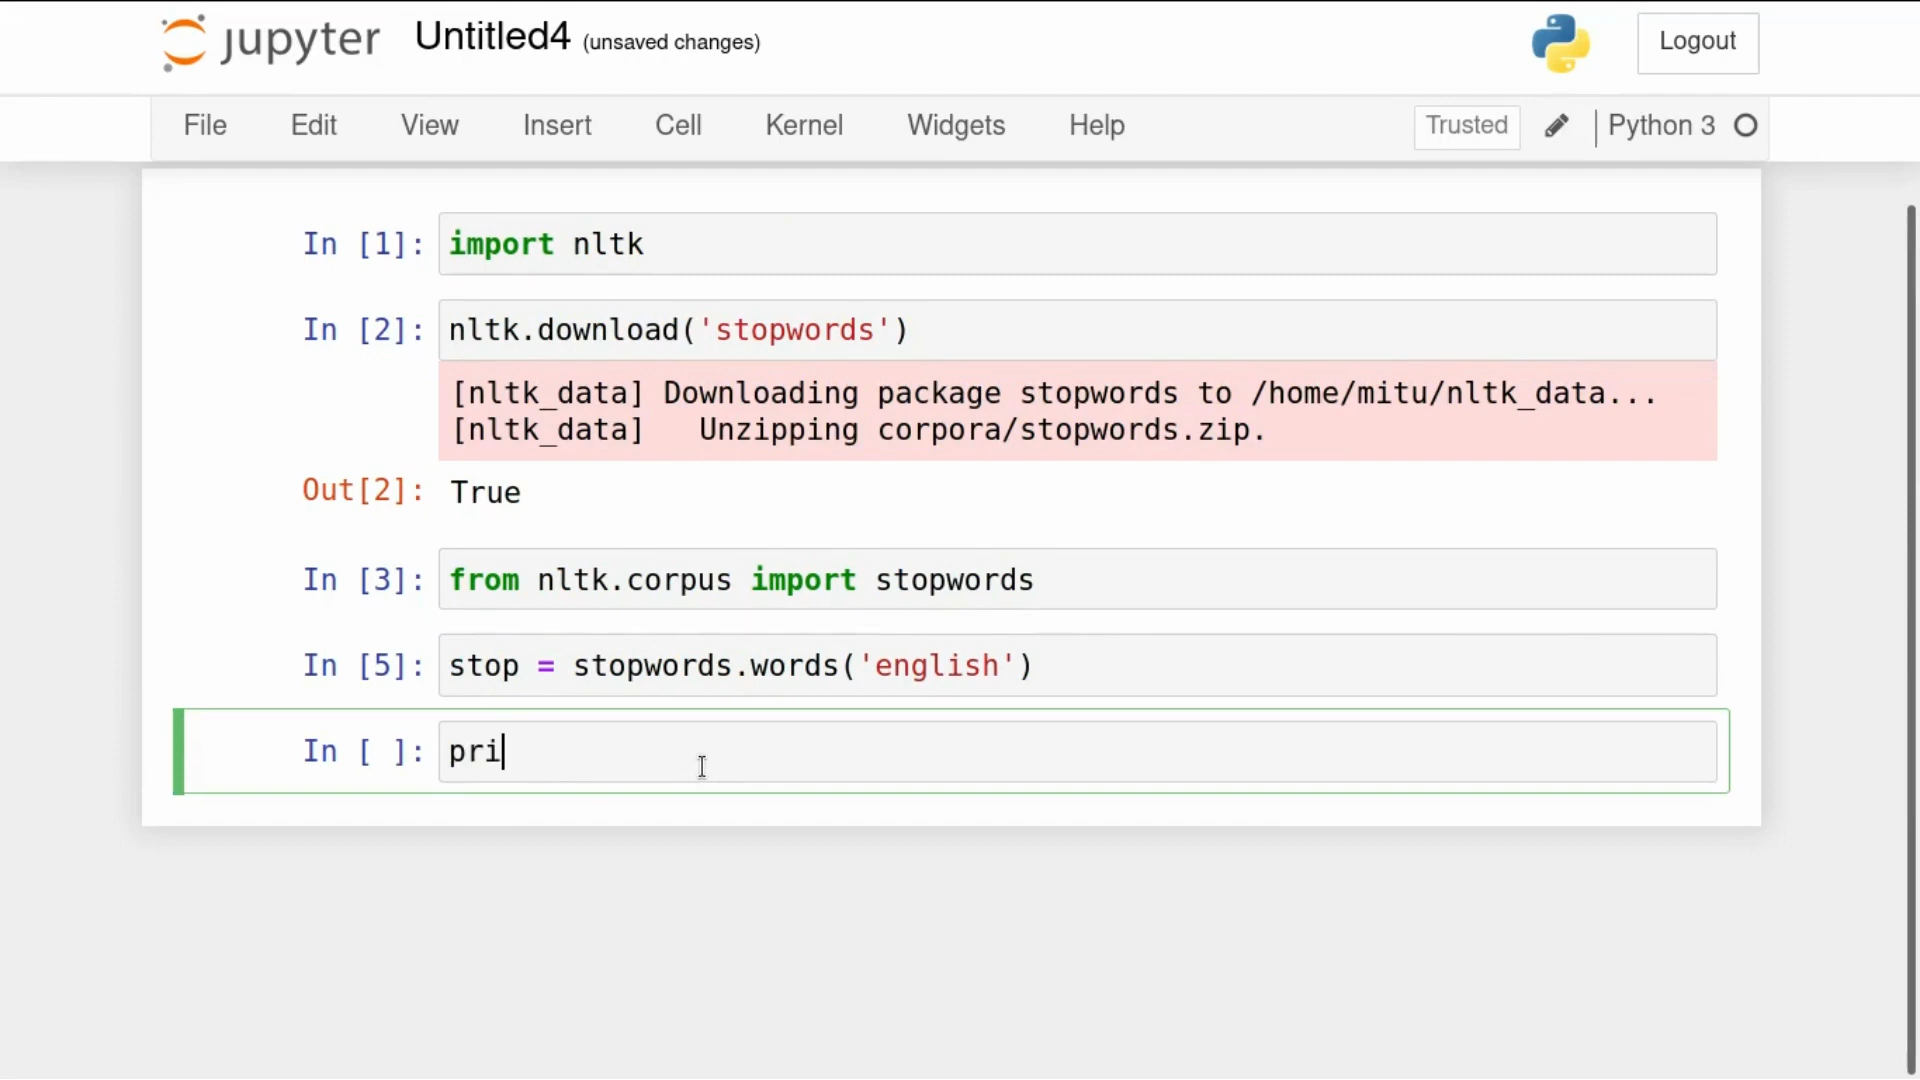 jupyter Untitled4 (unsaved changes) Logout
File Edit View Insert Cell Kernel Widgets Help Trusted Python 3
In [1]: import nltk
In [2]: nltk.download('stopwords')
[nltk_data] Downloading package stopwords to /home/mitu/nltk_data...
[nltk_data]   Unzipping corpora/stopwords.zip.
Out[2]: True
In [3]: from nltk.corpus import stopwords
In [5]: stop = stopwords.words('english')
In [ ]: pri